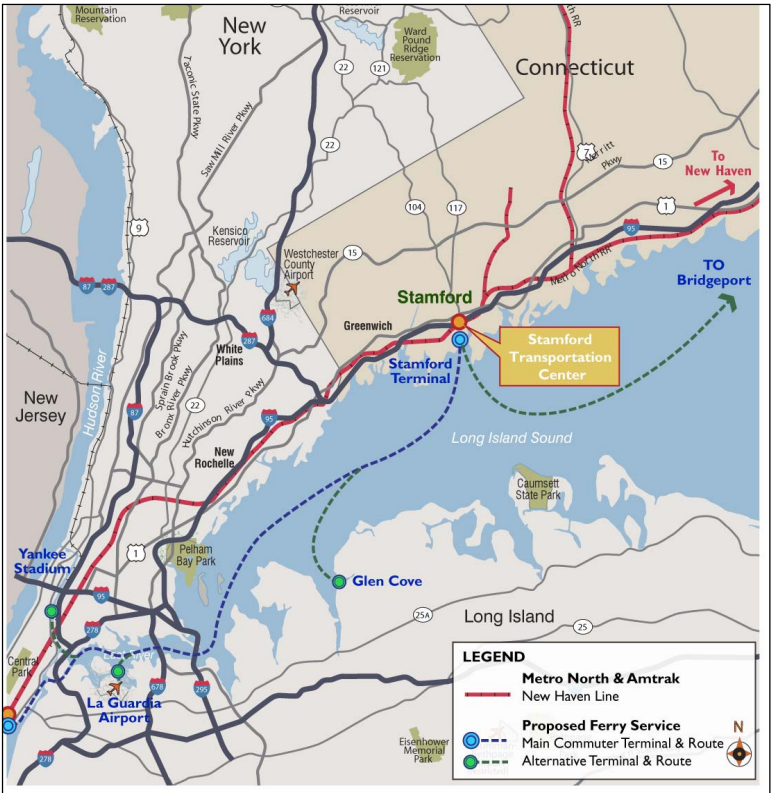 Mountain
Reservation
New
York
Reservoir
Ward
Pound
Ridge
Reservation
22
121
Connecticut
Taconic State Pkwy
Saw Mill River Pkwy
22
7
Merritt
Pkwy
15
To
New Haven
9
104
117
1
95
Kensico
Reservoir
15
Westchester
County
Airport
Metro North RR
TO
Bridgeport
87
287
684
Stamford
Greenwich
287
White
Plains
Stamford
Terminal
Stamford
Transportation
Center
New
Jersey
Hudson River
Sprain Brook Pkwy
Bronx River Pkwy
22
Hutchinson River Pkwy
87
95
New
Rochelle
Long Island Sound
Caumsett
State Park
Yankee
Stadium
1
Pelham
Bay Park
Glen Cove
95
278
25A
Long Island
25
Central
Park
La Guardia
Airport
678
295
278
Eisenhower
Memorial
Park
LEGEND
Metro North & Amtrak
New Haven Line
Proposed Ferry Service
Main Commuter Terminal & Route
Alternative Terminal & Route
N